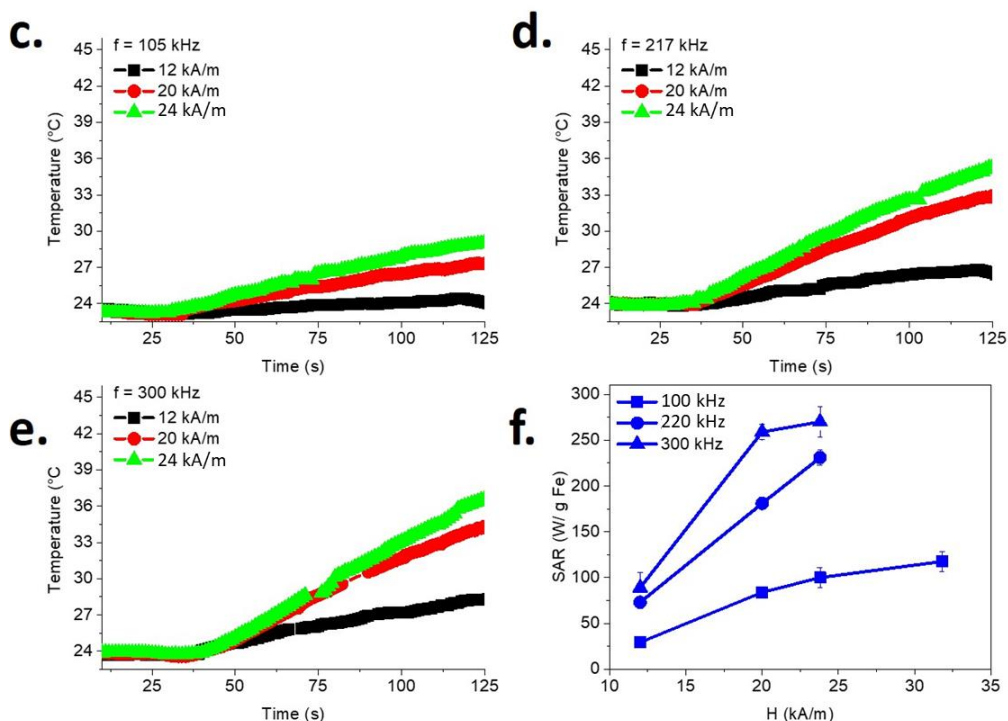 c.
f = 105 kHz
12 kA/m
20 kA/m
24 kA/m
45
42
39
36
33
30
27
24
Temperature (°C)
25 50 75 100 125
Time (s)
d.
f = 217 kHz
12 kA/m
20 kA/m
24 kA/m
45
42
39
36
33
30
27
24
Temperature (°C)
25 50 75 100 125
Time (s)
e.
f = 300 kHz
12 kA/m
20 kA/m
24 kA/m
45
42
39
36
33
30
27
24
Temperature (°C)
25 50 75 100 125
Time (s)
f.
100 kHz
220 kHz
300 kHz
300
250
200
150
100
50
0
SAR (W/ g Fe)
10 15 20 25 30 35
H (kA/m)